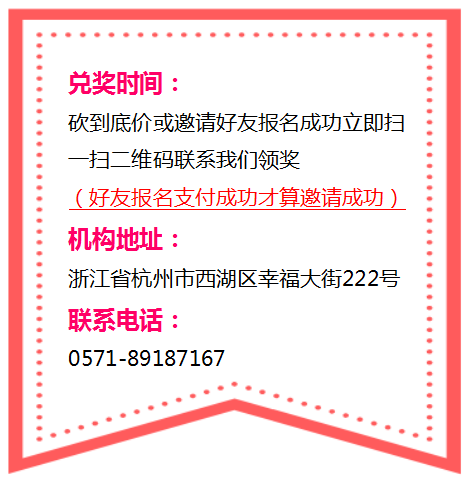 兑奖时间：
砍到底价或邀请好友报名成功立即扫
一扫二维码联系我们领奖
（好友报名支付成功才算邀请成功）
机构地址：
浙江省杭州市西湖区幸福大街222号
联系电话：
0571-89187167